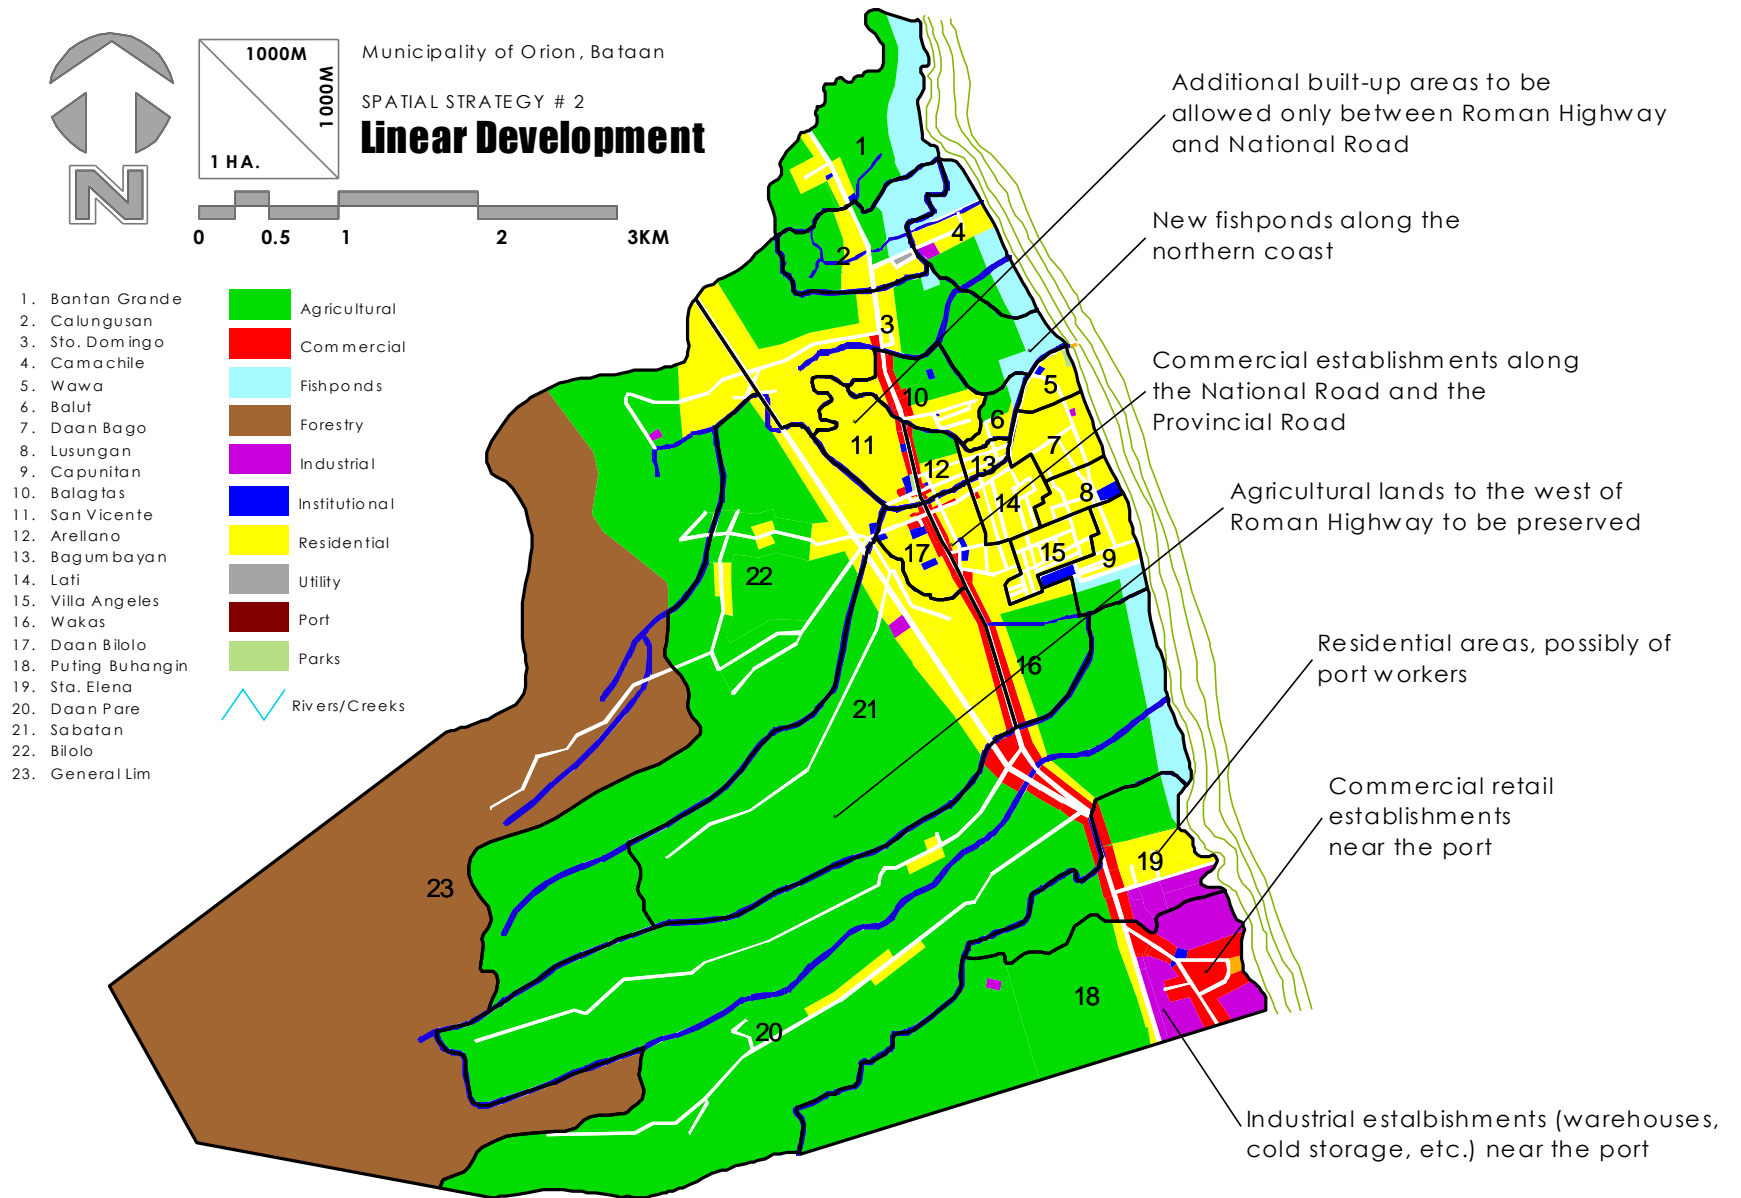 1000M
1000M
1 HA.
N
0 0.5 1 2 3KM
Municipality of Orion, Bataan
SPATIAL STRATEGY # 2
Linear Development
1. Bantan Grande
2. Calungusan
3. Sto. Domingo
4. Camachile
5. Wawa
6. Balut
7. Daan Bago
8. Lusungan
9. Capunitan
10. Balagtas
11. San Vicente
12. Arellano
13. Bagumbayan
14. Lati
15. Villa Angeles
16. Wakas
17. Daan Bilolo
18. Puting Buhangin
19. Sta. Elena
20. Daan Pare
21. Sabatan
22. Bilolo
23. General Lim
Agricultural
Commercial
Fishponds
Forestry
Industrial
Institutional
Residential
Utility
Port
Parks
Rivers/Creeks
1
2
3
4
5
6
7
8
9
10
11
12
13
14
15
16
17
18
19
20
21
22
23
Additional built-up areas to be
allowed only between Roman Highway
and National Road
New fishponds along the
northern coast
Commercial establishments along
the National Road and the
Provincial Road
Agricultural lands to the west of
Roman Highway to be preserved
Residential areas, possibly of
port workers
Commercial retail
establishments
near the port
Industrial estalbishments (warehouses,
cold storage, etc.) near the port